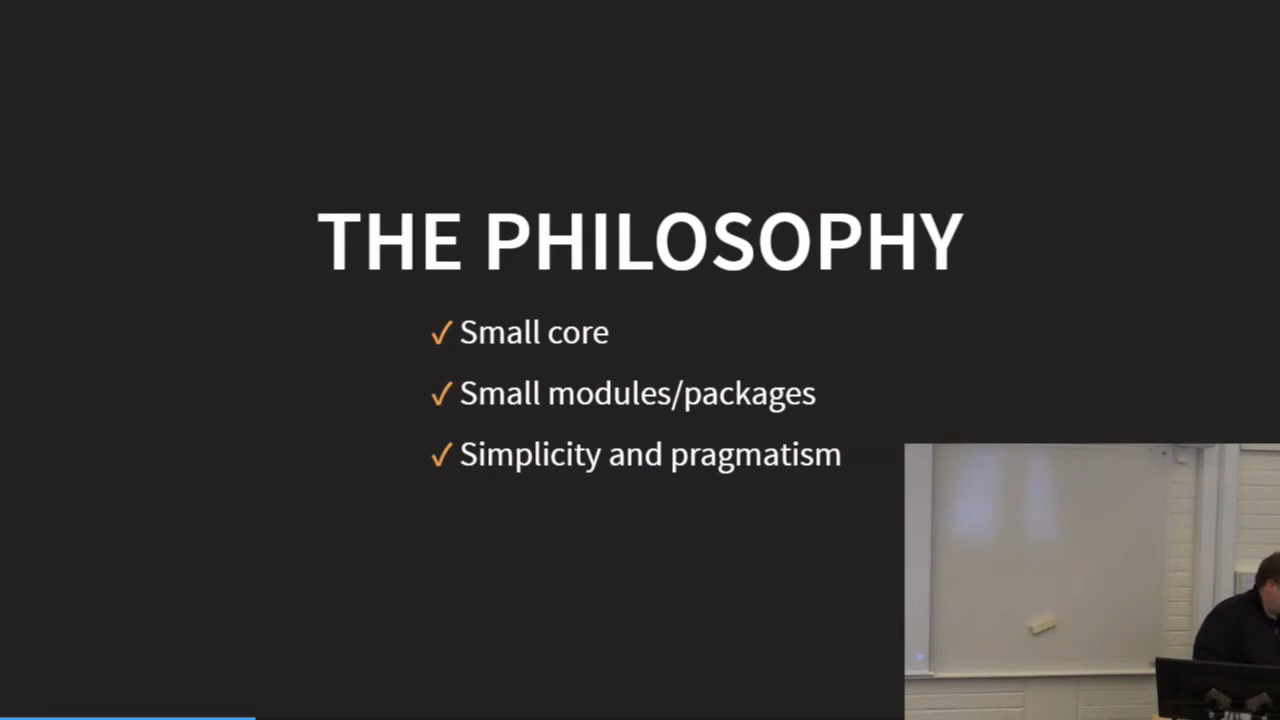 THE PHILOSOPHY
✓ Small core
✓ Small modules/packages
✓ Simplicity and pragmatism